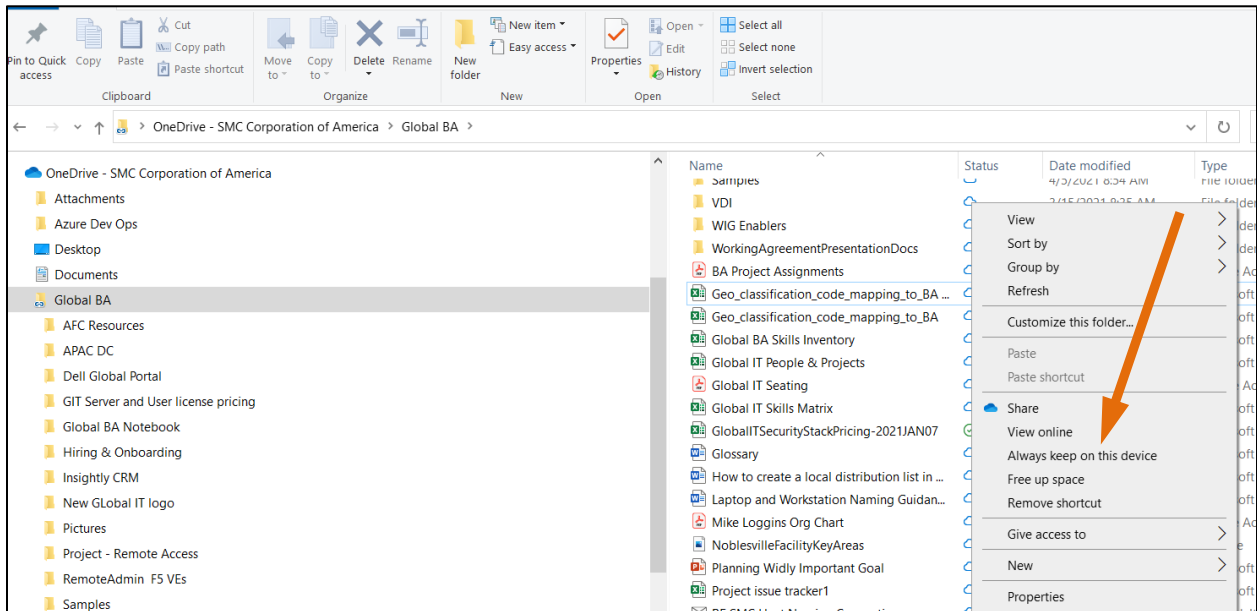 Pin to Quick access
Copy
Paste
Cut
Copy path
Paste shortcut
Clipboard
Move to
Copy to
Delete
Rename
Organize
New folder
New item
Easy access
New
Properties
Open
Edit
History
Open
Select all
Select none
Invert selection
Select
OneDrive - SMC Corporation of America > Global BA >
OneDrive - SMC Corporation of America
Attachments
Azure Dev Ops
Desktop
Documents
Global BA
AFC Resources
APAC DC
Dell Global Portal
GIT Server and User license pricing
Global BA Notebook
Hiring & Onboarding
Insightly CRM
New GLobal IT logo
Pictures
Project - Remote Access
RemoteAdmin F5 VEs
Samples
Name Status Date modified Type
Samples 4/5/2021 8:54 AM File folder
VDI 3/15/2021 8:35 AM File folder
WIG Enablers
WorkingAgreementPresentationDocs
BA Project Assignments
Geo_classification_code_mapping_to_BA ...
Geo_classification_code_mapping_to_BA
Global BA Skills Inventory
Global IT People & Projects
Global IT Seating
Global IT Skills Matrix
GlobalITSecurityStackPricing-2021JAN07
Glossary
How to create a local distribution list in ...
Laptop and Workstation Naming Guidan...
Mike Loggins Org Chart
NoblesvilleFacilityKeyAreas
Planning Widly Important Goal
Project issue tracker1
View
Sort by
Group by
Refresh
Customize this folder...
Paste
Paste shortcut
Share
View online
Always keep on this device
Free up space
Remove shortcut
Give access to
New
Properties